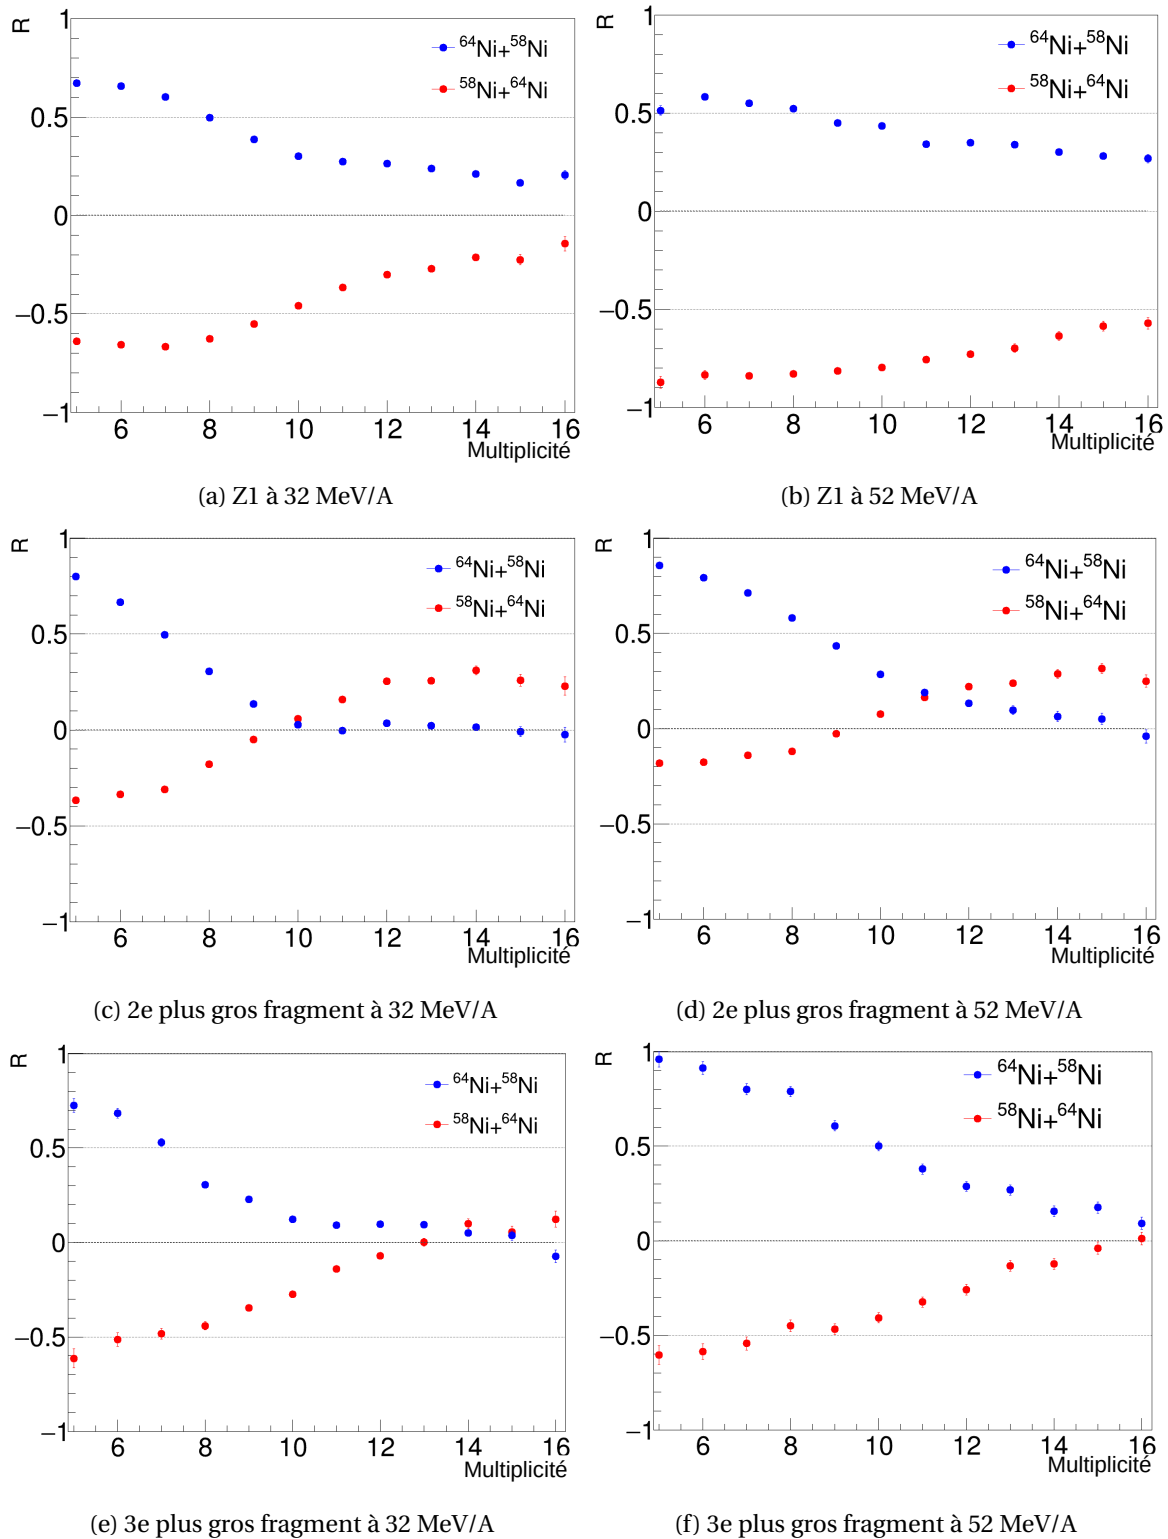 R
1
0.5
0
−0.5
−1
⁶⁴Ni+⁵⁸Ni
⁵⁸Ni+⁶⁴Ni
6 8 10 12 14 16
Multiplicité
(a) Z1 à 32 MeV/A
R
1
0.5
0
−0.5
−1
⁶⁴Ni+⁵⁸Ni
⁵⁸Ni+⁶⁴Ni
6 8 10 12 14 16
Multiplicité
(b) Z1 à 52 MeV/A
R
1
0.5
0
−0.5
−1
⁶⁴Ni+⁵⁸Ni
⁵⁸Ni+⁶⁴Ni
6 8 10 12 14 16
Multiplicité
(c) 2e plus gros fragment à 32 MeV/A
R
1
0.5
0
−0.5
−1
⁶⁴Ni+⁵⁸Ni
⁵⁸Ni+⁶⁴Ni
6 8 10 12 14 16
Multiplicité
(d) 2e plus gros fragment à 52 MeV/A
R
1
0.5
0
−0.5
−1
⁶⁴Ni+⁵⁸Ni
⁵⁸Ni+⁶⁴Ni
6 8 10 12 14 16
Multiplicité
(e) 3e plus gros fragment à 32 MeV/A
R
1
0.5
0
−0.5
−1
⁶⁴Ni+⁵⁸Ni
⁵⁸Ni+⁶⁴Ni
6 8 10 12 14 16
Multiplicité
(f) 3e plus gros fragment à 52 MeV/A